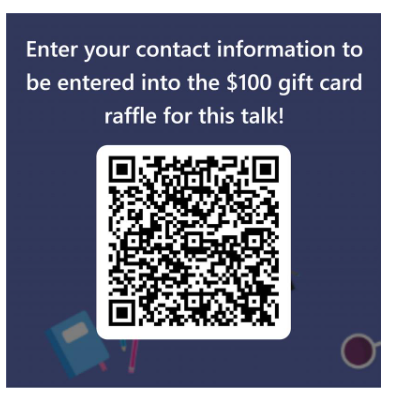 Enter your contact information to
be entered into the $100 gift card
raffle for this talk!